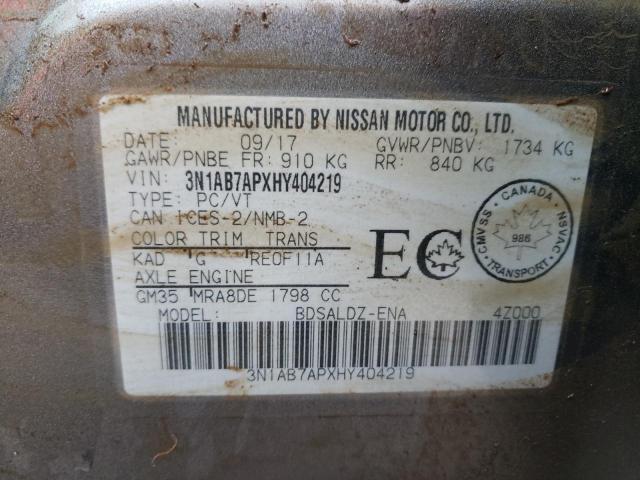 MANUFACTURED BY NISSAN MOTOR CO., LTD.
DATE: 09/17 GVWR/PNBV: 1734 KG
GAWR/PNBE FR: 910 KG RR: 840 KG
VIN: 3N1AB7APXHY404219
TYPE: PC/VT
CAN ICES-2/NMB-2
COLOR TRIM TRANS
KAD G RE0F11A
AXLE ENGINE
GM35 MRA8DE 1798 CC
EC
CANADA
CMVSS NSVAC
986
TRANSPORT
MODEL: BDSALDZ-ENA 4Z000
3N1AB7APXHY404219